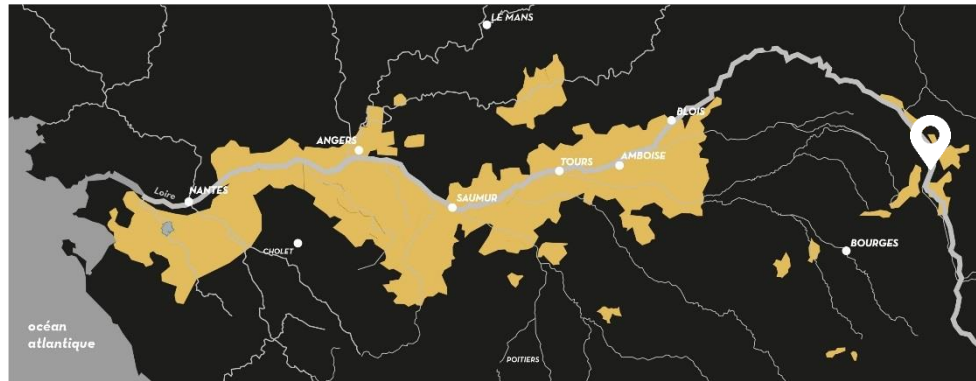 LE MANS
BLOIS
ANGERS
TOURS
AMBOISE
Loire
NANTES
SAUMUR
CHOLET
BOURGES
océan
atlantique
POITIERS